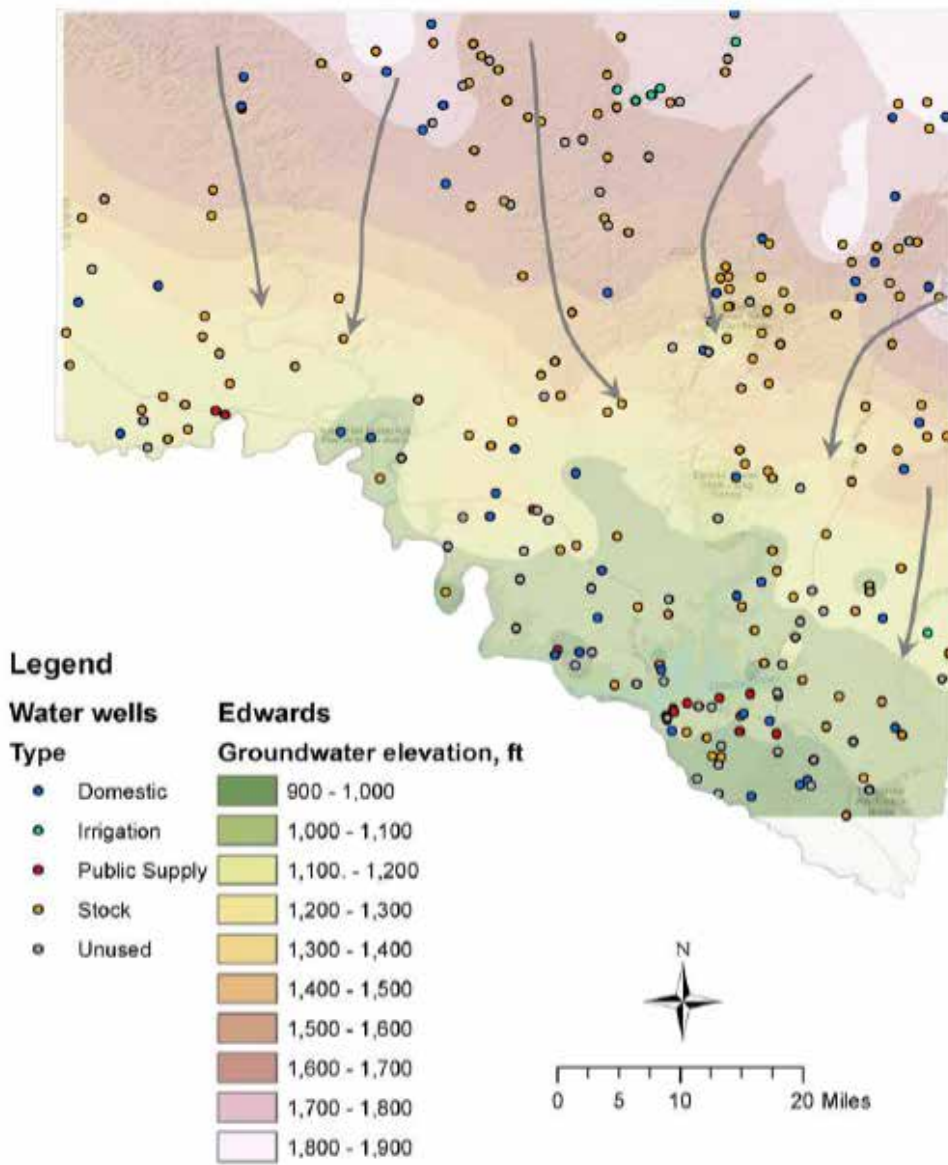 Legend
Water wells
Type
Domestic
Irrigation
Public Supply
Stock
Unused
Edwards
Groundwater elevation, ft
900 - 1,000
1,000 - 1,100
1,100. - 1,200
1,200 - 1,300
1,300 - 1,400
1,400 - 1,500
1,500 - 1,600
1,600 - 1,700
1,700 - 1,800
1,800 - 1,900
N
0 5 10 20 Miles